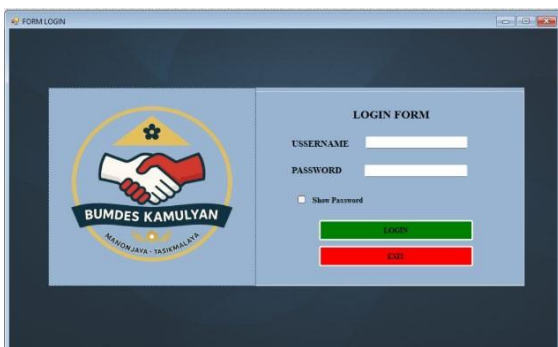 FORM LOGIN
LOGIN FORM
USSERNAME
PASSWORD
Show Password
LOGIN
EXIT
BUMDES KAMULYAN
MANONJAYA - TASIKMALAYA